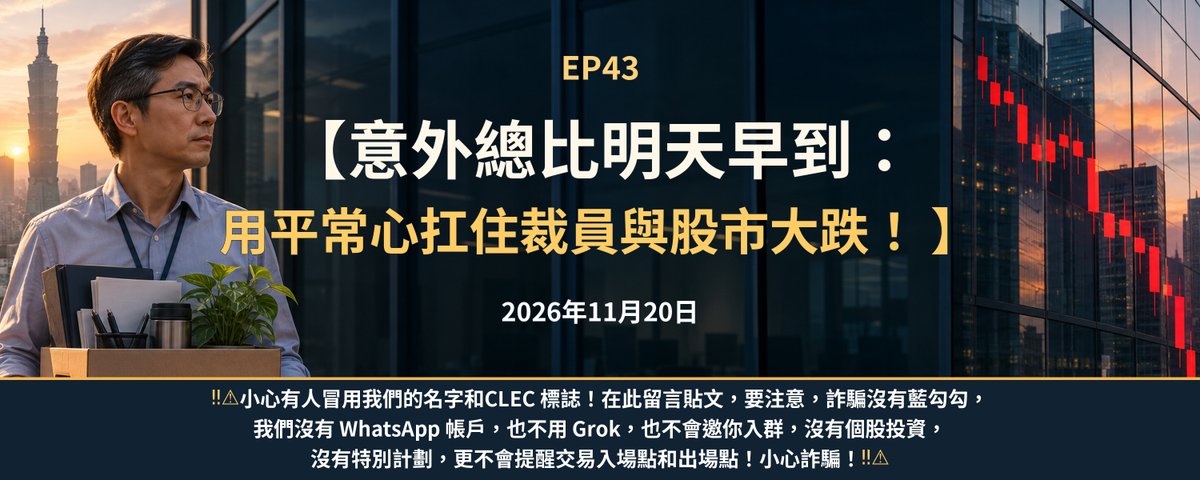 EP43
【意外總比明天早到：
用平常心扛住裁員與股市大跌！】
2026年11月20日
‼⚠小心有人冒用我們的名字和CLEC 標誌！在此留言貼文，要注意，詐騙沒有藍勾勾，
我們沒有 WhatsApp 帳戶，也不用 Grok，也不會邀你入群，沒有個股投資，
沒有特別計劃，更不會提醒交易入場點和出場點！小心詐騙！‼⚠